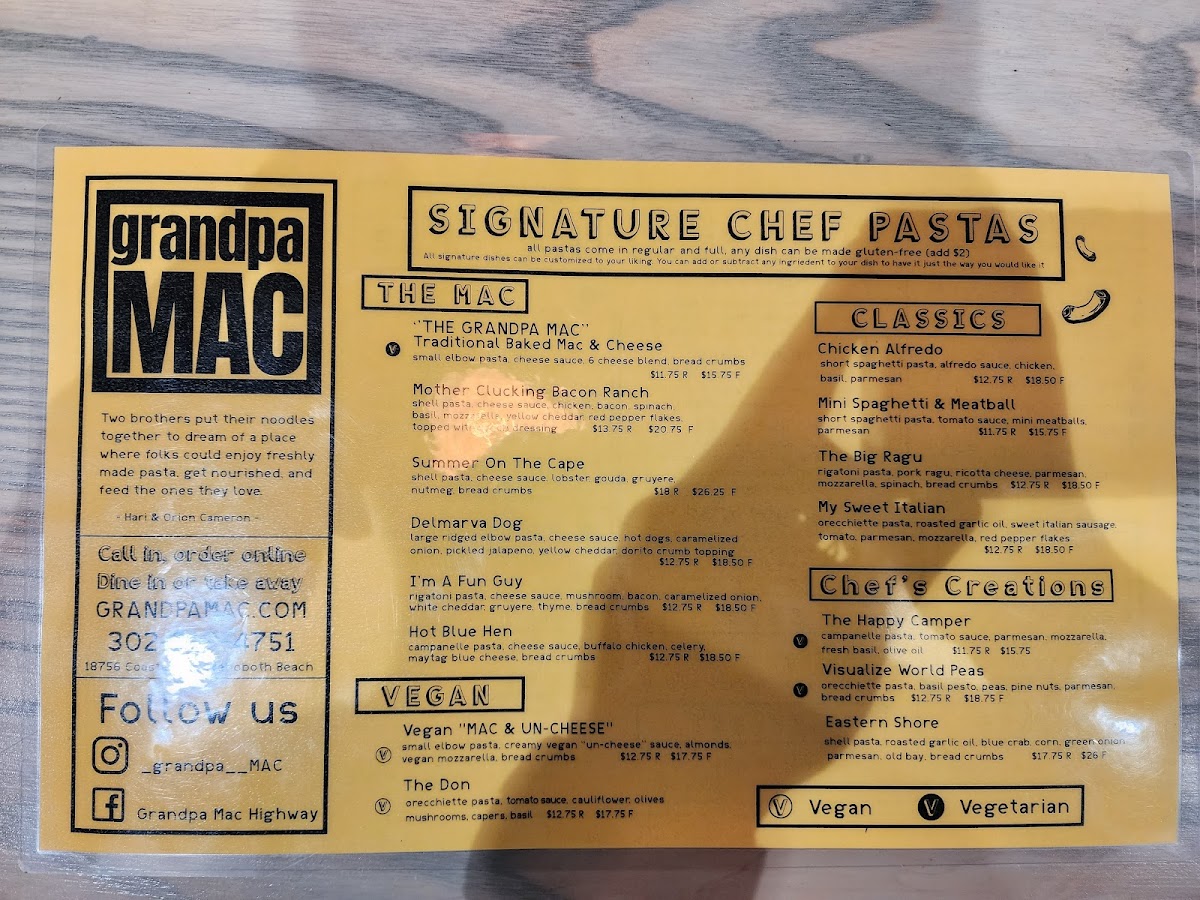 grandpa
MAC
Two brothers put their noodles
together to dream of a place
where folks could enjoy freshly
made pasta, get nourished, and
feed the ones they love.
- Hari & Orion Cameron -
Call in, order online
Dine in or take away
GRANDPAMAC.COM
302 4751
18756 Beach
Follow us
_grandpa__MAC
Grandpa Mac Highway
SIGNATURE CHEF PASTAS
all pastas come in regular and full, any dish can be made gluten-free (add $2)
All signature dishes can be customized to your liking. You can add or subtract any ingriedent to your dish to have it just the way you would like it
THE MAC
"THE GRANDPA MAC"
V Traditional Baked Mac & Cheese
small elbow pasta, cheese sauce, 6 cheese blend, bread crumbs
$11.75 R $15.75 F
Mother Clucking Bacon Ranch
shell pasta, cheese sauce, chicken, bacon, spinach,
basil, mozzarella, yellow cheddar, red pepper flakes,
topped with dressing $13.75 R $20.75 F
Summer On The Cape
shell pasta, cheese sauce, lobster, gouda, gruyere,
nutmeg, bread crumbs $18 R $26.25 F
Delmarva Dog
large ridged elbow pasta, cheese sauce, hot dogs, caramelized
onion, pickled jalapeno, yellow cheddar, dorito crumb topping
$12.75 R $18.50 F
I'm A Fun Guy
rigatoni pasta, cheese sauce, mushroom, bacon, caramelized onion,
white cheddar, gruyere, thyme, bread crumbs $12.75 R $18.50 F
Hot Blue Hen
campanelle pasta, cheese sauce, buffalo chicken, celery,
maytag blue cheese, bread crumbs $12.75 R $18.50 F
VEGAN
Vegan "MAC & UN-CHEESE"
V small elbow pasta, creamy vegan "un-cheese" sauce, almonds,
vegan mozzarella, bread crumbs $12.75 R $17.75 F
The Don
V orecchiette pasta, tomato sauce, cauliflower, olives
mushrooms, capers, basil $12.75 R $17.75 F
CLASSICS
Chicken Alfredo
short spaghetti pasta, alfredo sauce, chicken,
basil, parmesan $12.75 R $18.50 F
Mini Spaghetti & Meatball
short spaghetti pasta, tomato sauce, mini meatballs,
parmesan $11.75 R $15.75 F
The Big Ragu
rigatoni pasta, pork ragu, ricotta cheese, parmesan,
mozzarella, spinach, bread crumbs $12.75 R $18.50 F
My Sweet Italian
orecchiette pasta, roasted garlic oil, sweet italian sausage,
tomato, parmesan, mozzarella, red pepper flakes
$12.75 R $18.50 F
Chef's Creations
The Happy Camper
V campanelle pasta, tomato sauce, parmesan, mozzarella,
fresh basil, olive oil $11.75 R $15.75
Visualize World Peas
V orecchiette pasta, basil pesto, peas, pine nuts, parmesan,
bread crumbs $12.75 R $18.75 F
Eastern Shore
shell pasta, roasted garlic oil, blue crab, corn, green onion
parmesan, old bay, bread crumbs $17.75 R $26 F
V Vegan V Vegetarian